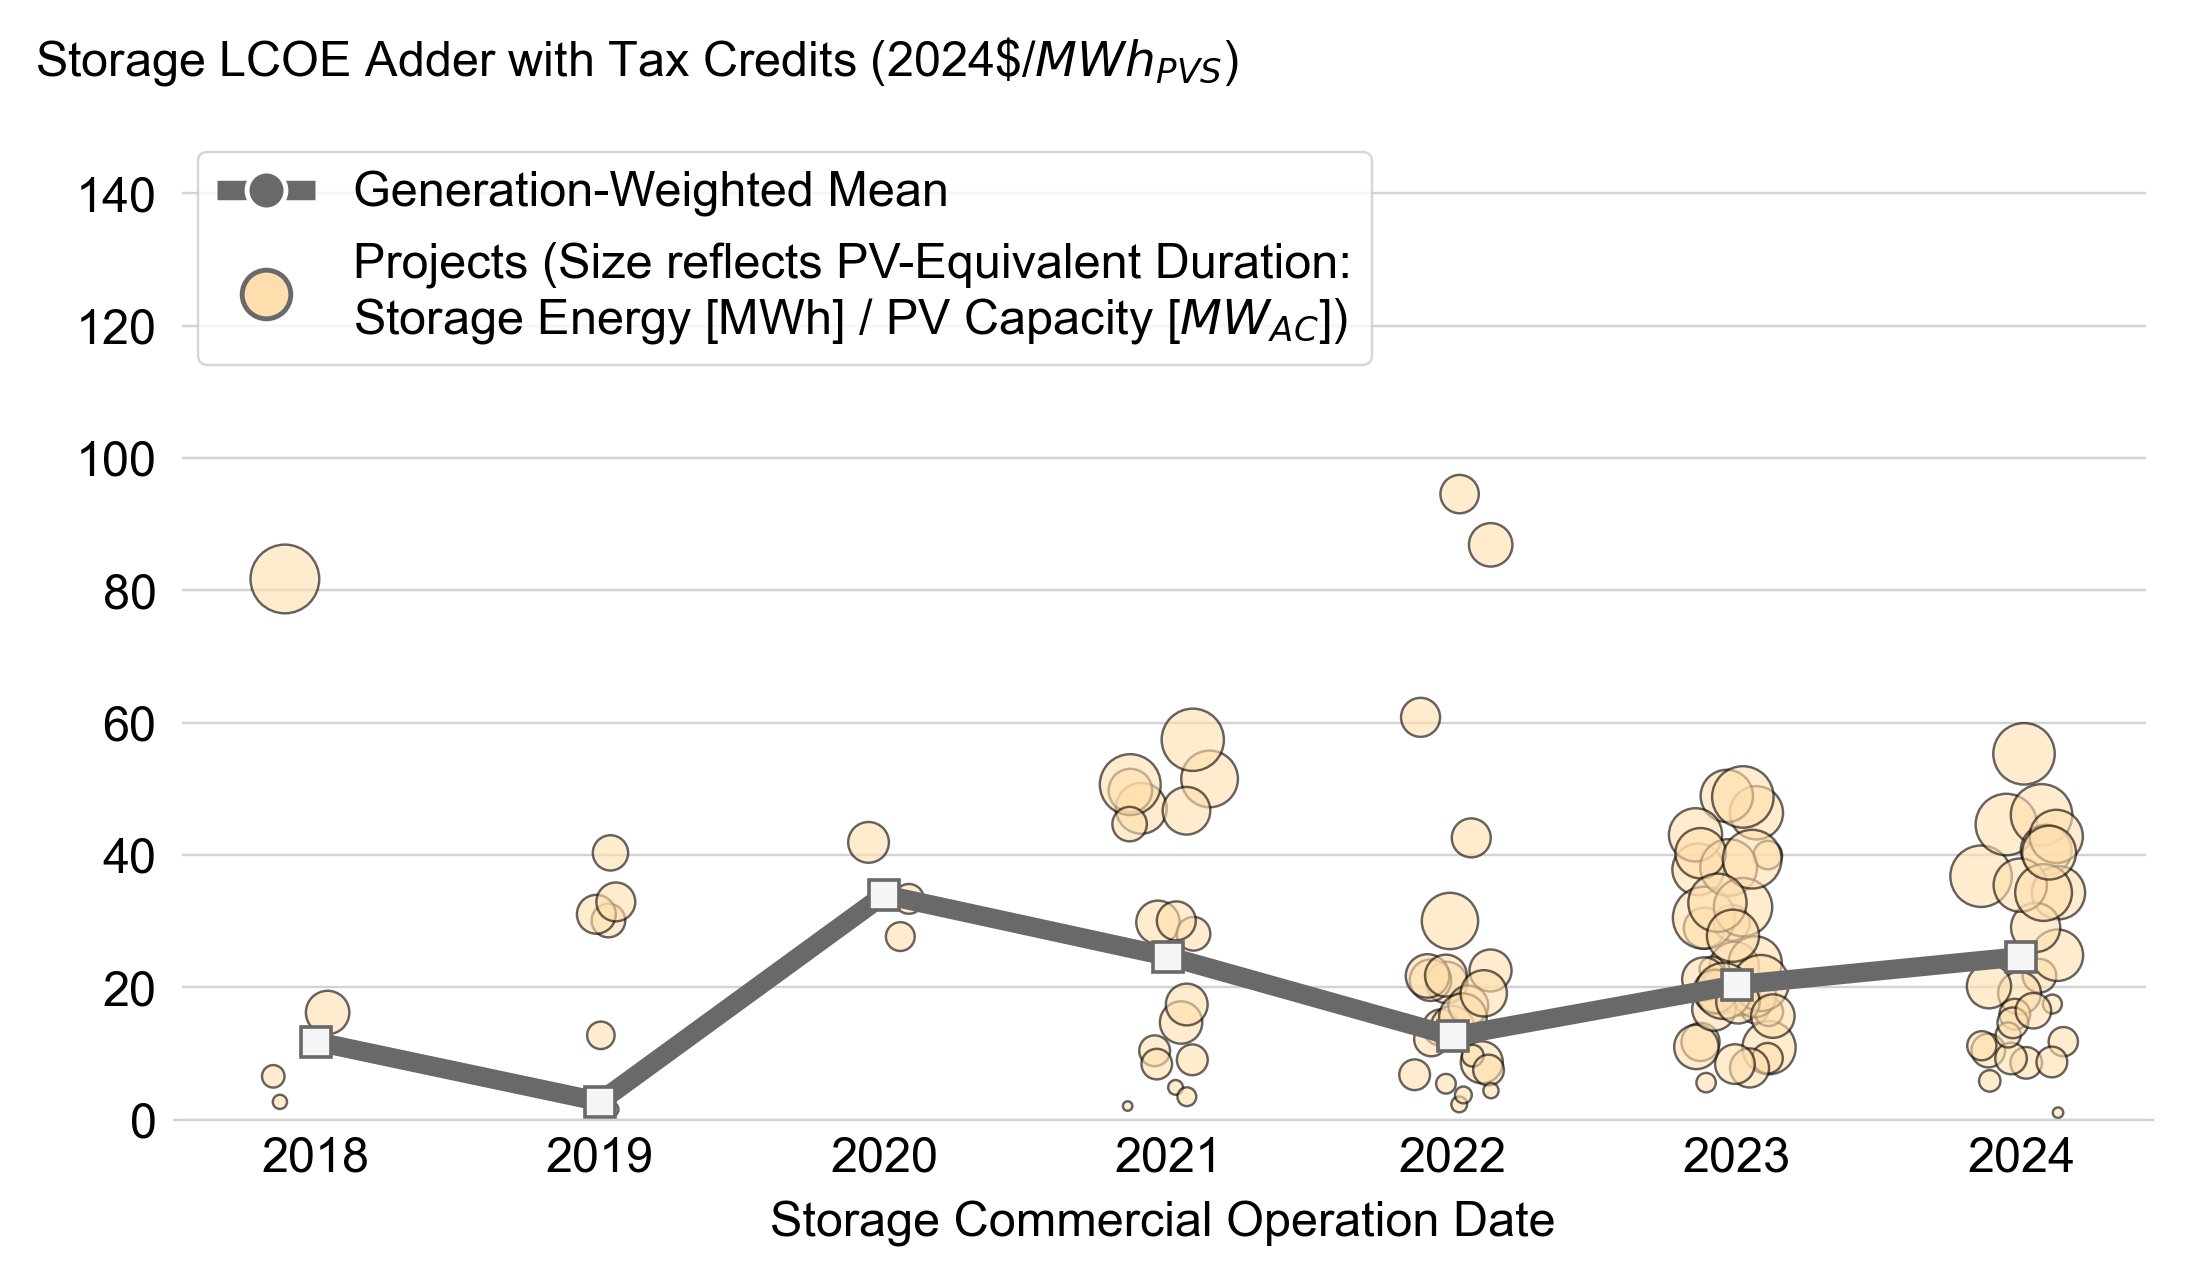 Storage LCOE Adder with Tax Credits (2024$/MWh_PVS)
Generation-Weighted Mean
Projects (Size reflects PV-Equivalent Duration:
Storage Energy [MWh] / PV Capacity [MW_AC])
140
120
100
80
60
40
20
0
2018 2019 2020 2021 2022 2023 2024
Storage Commercial Operation Date